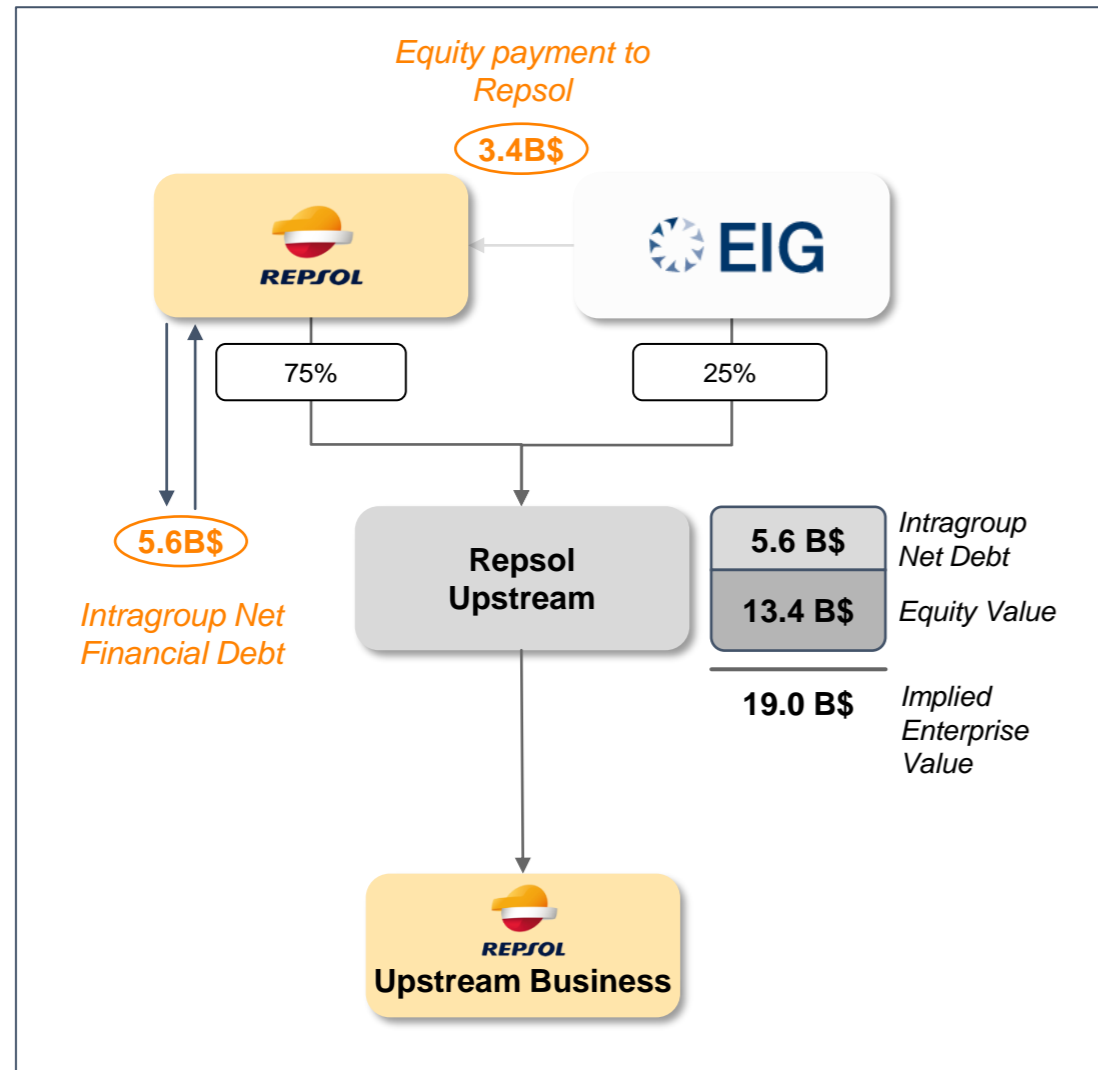 Equity payment to
Repsol
3.4B$
REPSOL
EIG
75%
25%
5.6B$
Intragroup Net
Financial Debt
Repsol
Upstream
5.6 B$
Intragroup
Net Debt
13.4 B$
Equity Value
19.0 B$
Implied
Enterprise
Value
REPSOL
Upstream Business